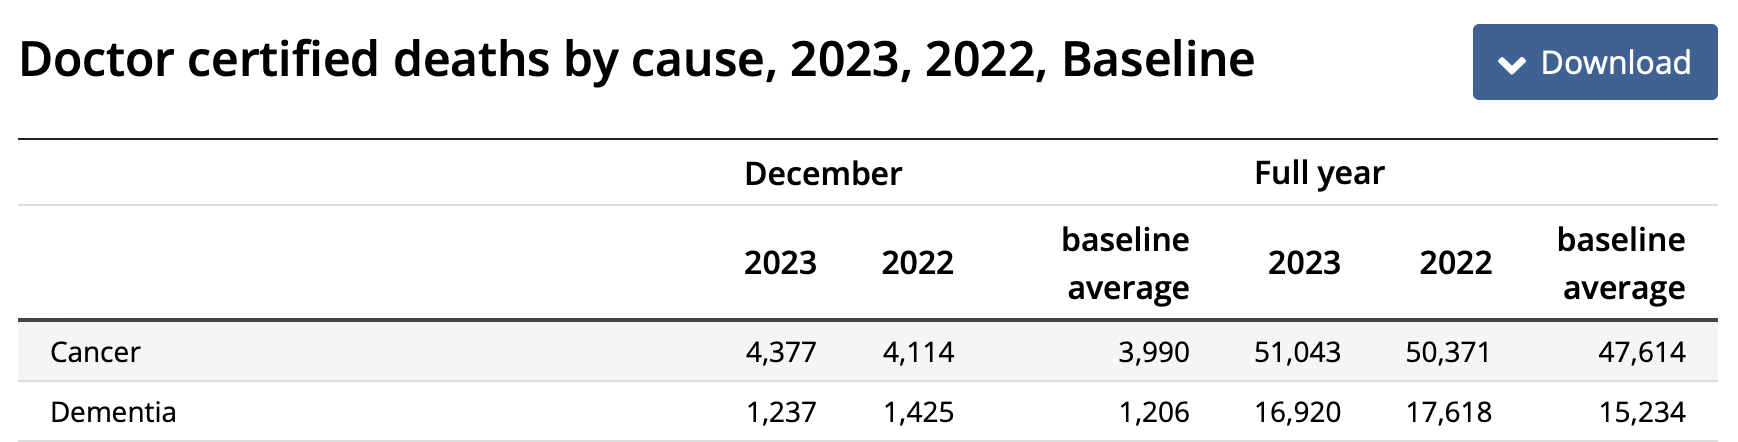 Doctor certified deaths by cause, 2023, 2022, Baseline
Download
December Full year
2023 2022 baseline average 2023 2022 baseline average
Cancer 4,377 4,114 3,990 51,043 50,371 47,614
Dementia 1,237 1,425 1,206 16,920 17,618 15,234